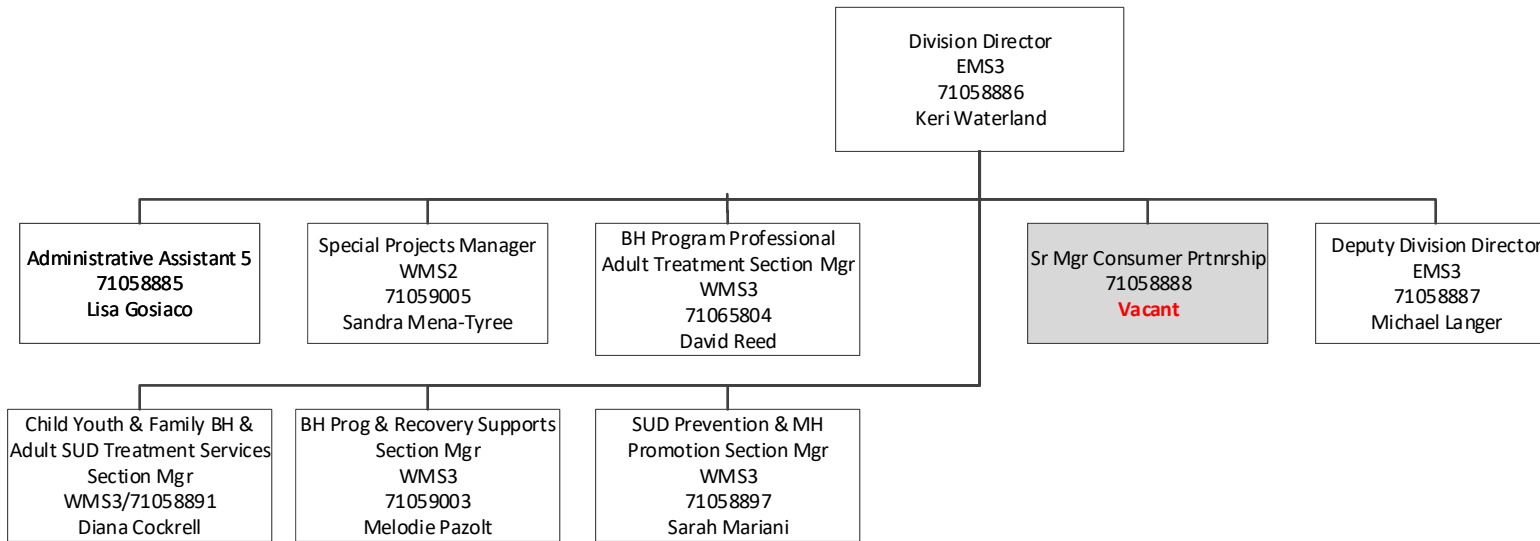 Division Director
EMS3
71058886
Keri Waterland
Administrative Assistant 5
71058885
Lisa Gosiaco
Special Projects Manager
WMS2
71059005
Sandra Mena-Tyree
BH Program Professional
Adult Treatment Section Mgr
WMS3
71065804
David Reed
Sr Mgr Consumer Prtnrship
71058888
Vacant
Deputy Division Director
EMS3
71058887
Michael Langer
Child Youth & Family BH &
Adult SUD Treatment Services
Section Mgr
WMS3/71058891
Diana Cockrell
BH Prog & Recovery Supports
Section Mgr
WMS3
71059003
Melodie Pazolt
SUD Prevention & MH
Promotion Section Mgr
WMS3
71058897
Sarah Mariani